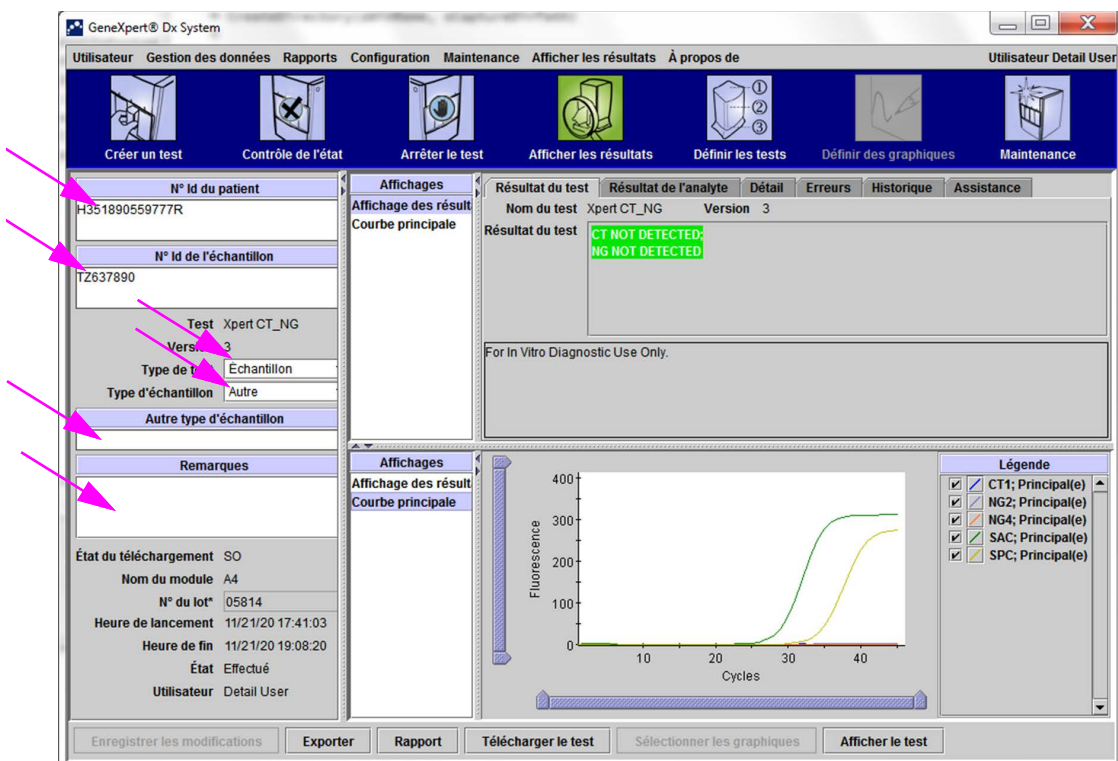 GeneXpert® Dx System
Utilisateur Gestion des données Rapports Configuration Maintenance Afficher les résultats À propos de Utilisateur Detail User
Créer un test Contrôle de l'état Arrêter le test Afficher les résultats Définir les tests Définir des graphiques Maintenance
N° Id du patient
H351890559777R
N° Id de l'échantillon
TZ637890
Test Xpert CT_NG
Version 3
Type de test Échantillon
Type d'échantillon Autre
Autre type d'échantillon
Remarques
État du téléchargement SO
Nom du module A4
N° du lot* 05814
Heure de lancement 11/21/20 17:41:03
Heure de fin 11/21/20 19:08:20
État Effectué
Utilisateur Detail User
Affichages
Affichage des résult
Courbe principale
Résultat du test Résultat de l'analyte Détail Erreurs Historique Assistance
Nom du test Xpert CT_NG Version 3
Résultat du test CT NOT DETECTED;
NG NOT DETECTED
For In Vitro Diagnostic Use Only.
Affichages
Affichage des résult
Courbe principale
Fluorescence
400
300
200
100
0
10 20 30 40
Cycles
Légende
CT1; Principal(e)
NG2; Principal(e)
NG4; Principal(e)
SAC; Principal(e)
SPC; Principal(e)
Enregistrer les modifications Exporter Rapport Télécharger le test Sélectionner les graphiques Afficher le test